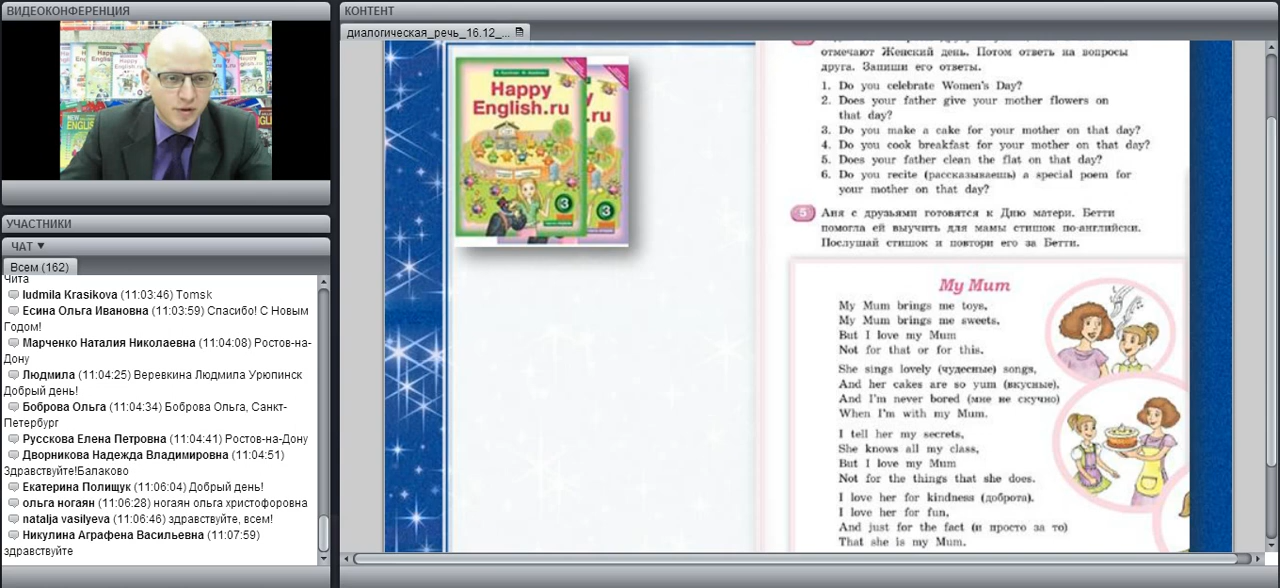 ВИДЕОКОНФЕРЕНЦИЯ
УЧАСТНИКИ
ЧАТ ▼
Всем (162)
Чита
ludmila Krasikova (11:03:46) Tomsk
Есина Ольга Ивановна (11:03:59) Спасибо! С Новым
Годом!
Марченко Наталия Николаевна (11:04:08) Ростов-на-
Дону
Людмила (11:04:25) Веревкина Людмила Урюпинск
Добрый день!
Боброва Ольга (11:04:34) Боброва Ольга, Санкт-
Петербург
Русскова Елена Петровна (11:04:41) Ростов-на-Дону
Дворникова Надежда Владимировна (11:04:51)
Здравствуйте!Балаково
Екатерина Полищук (11:06:04) Добрый день!
ольга ногаян (11:06:28) ногаян ольга христофоровна
natalja vasilyeva (11:06:46) здравствуйте, всем!
Никулина Аграфена Васильевна (11:07:59)
здравствуйте
КОНТЕНТ
диалогическая_речь_16.12_...
Happy
English.ru
3
.ru
3
отмечают Женский день. Потом ответь на вопросы
друга. Запиши его ответы.
1. Do you celebrate Women's Day?
2. Does your father give your mother flowers on
that day?
3. Do you make a cake for your mother on that day?
4. Do you cook breakfast for your mother on that day?
5. Does your father clean the flat on that day?
6. Do you recite (рассказываешь) a special poem for
your mother on that day?
5 Аня с друзьями готовятся к Дню матери. Бетти
помогла ей выучить для мамы стишок по-английски.
Послушай стишок и повтори его за Бетти.
My Mum
My Mum brings me toys,
My Mum brings me sweets,
But I love my Mum
Not for that or for this.
She sings lovely (чудесные) songs,
And her cakes are so yum (вкусные),
And I'm never bored (мне не скучно)
When I'm with my Mum.
I tell her my secrets,
She knows all my class,
But I love my Mum
Not for the things that she does.
I love her for kindness (доброта),
I love her for fun,
And just for the fact (и просто за то)
That she is my Mum.